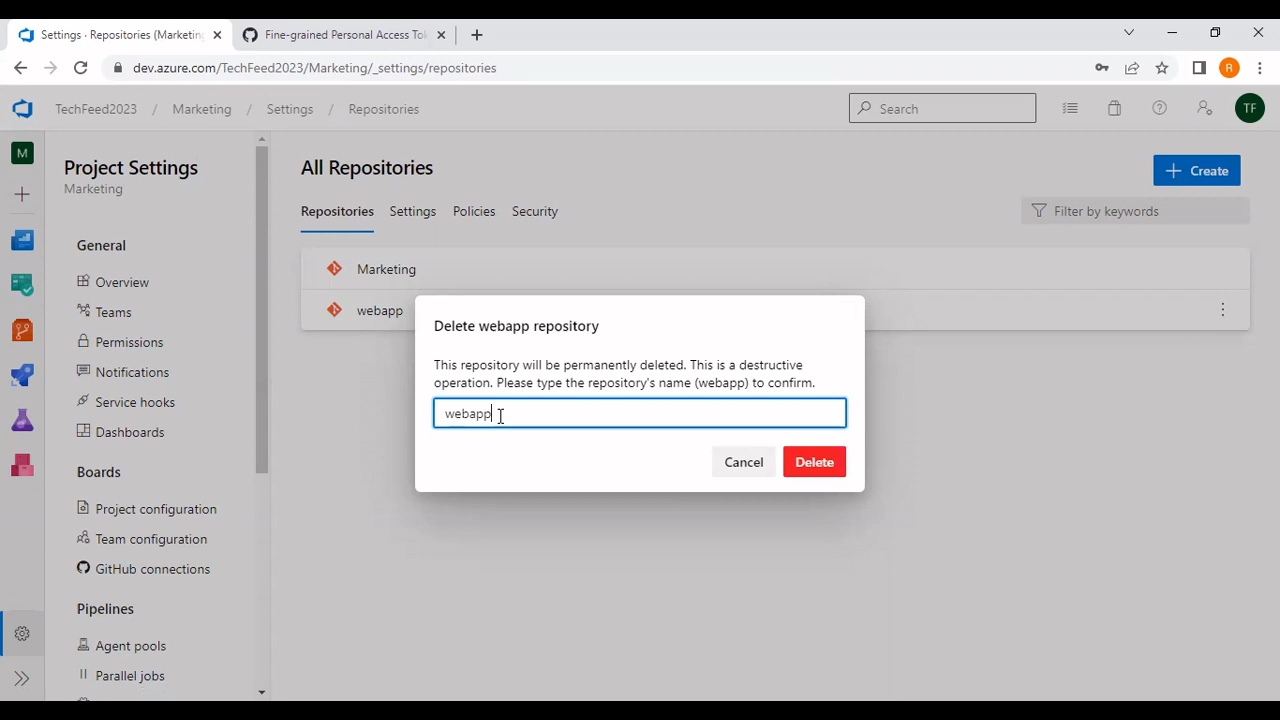 Settings · Repositories (Marketin
Fine-grained Personal Access Tok
dev.azure.com/TechFeed2023/Marketing/_settings/repositories
R
TechFeed2023 / Marketing / Settings / Repositories
Search
TF
M
Project Settings
Marketing
General
Overview
Teams
Permissions
Notifications
Service hooks
Dashboards
Boards
Project configuration
Team configuration
GitHub connections
Pipelines
Agent pools
Parallel jobs
All Repositories
Create
Repositories
Settings
Policies
Security
Filter by keywords
Marketing
webapp
Delete webapp repository
This repository will be permanently deleted. This is a destructive
operation. Please type the repository's name (webapp) to confirm.
webapp
Cancel
Delete